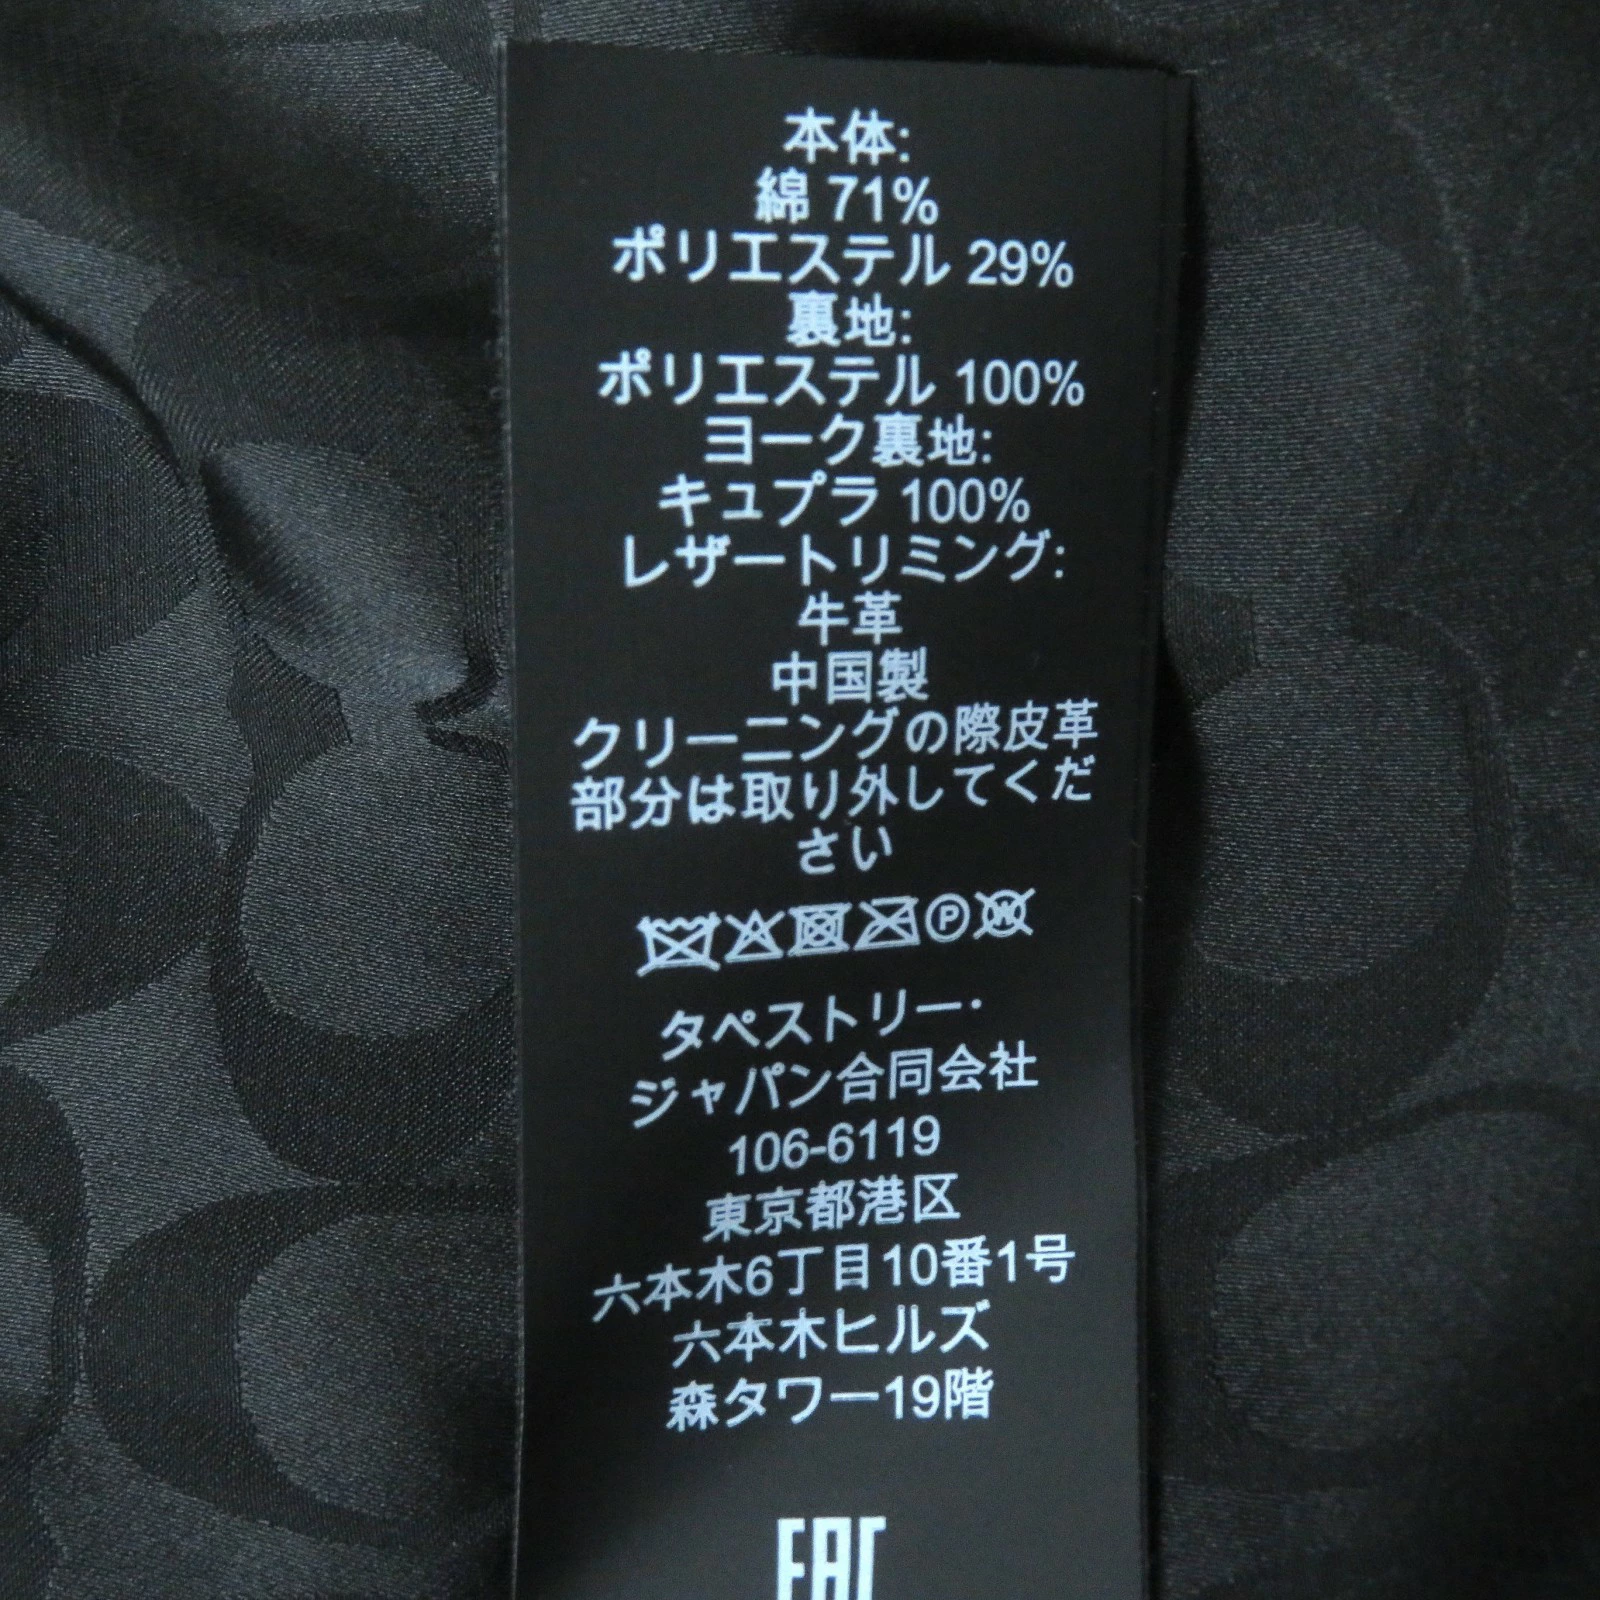 本体:
綿 71%
ポリエステル 29%
裏地:
ポリエステル 100%
ヨーク裏地:
キュプラ 100%
レザートリミング:
牛革
中国製
クリーニングの際皮革
部分は取り外してくだ
さい
P W
タペストリー・
ジャパン合同会社
106-6119
東京都港区
六本木6丁目10番1号
六本木ヒルズ
森タワー19階
EAC